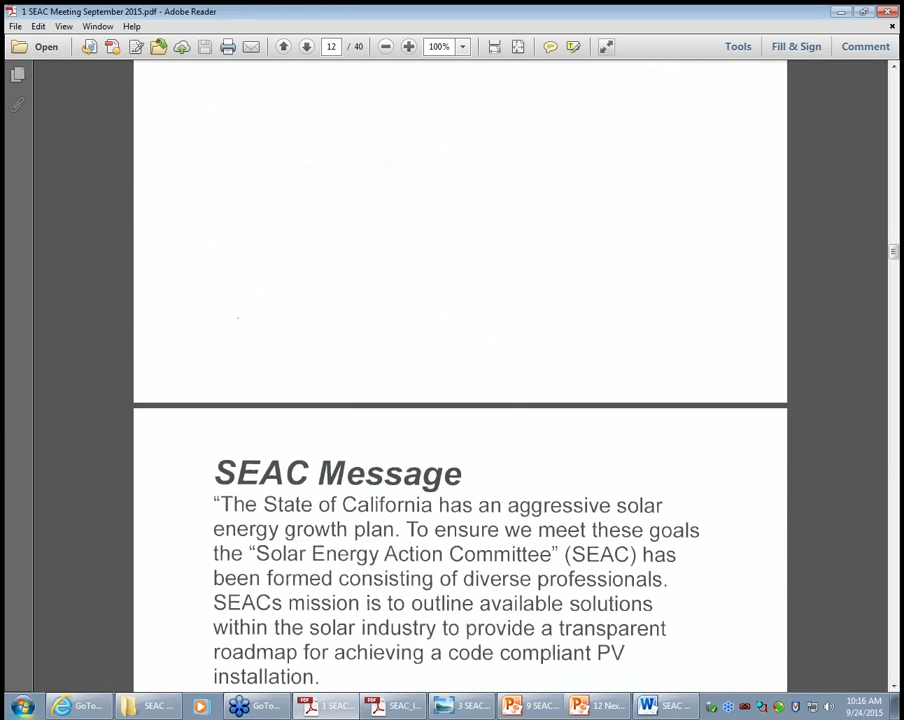 1 SEAC Meeting September 2015.pdf - Adobe Reader
File Edit View Window Help
Open 12 / 40 100% Tools Fill & Sign Comment
SEAC Message
“The State of California has an aggressive solar
energy growth plan. To ensure we meet these goals
the “Solar Energy Action Committee” (SEAC) has
been formed consisting of diverse professionals.
SEACs mission is to outline available solutions
within the solar industry to provide a transparent
roadmap for achieving a code compliant PV
installation.
GoTo... SEAC ... GoTo... 1 SEAC... SEAC_I... 3 SEAC... 9 SEAC... 12 Nex... SEAC ... 10:16 AM
9/24/2015